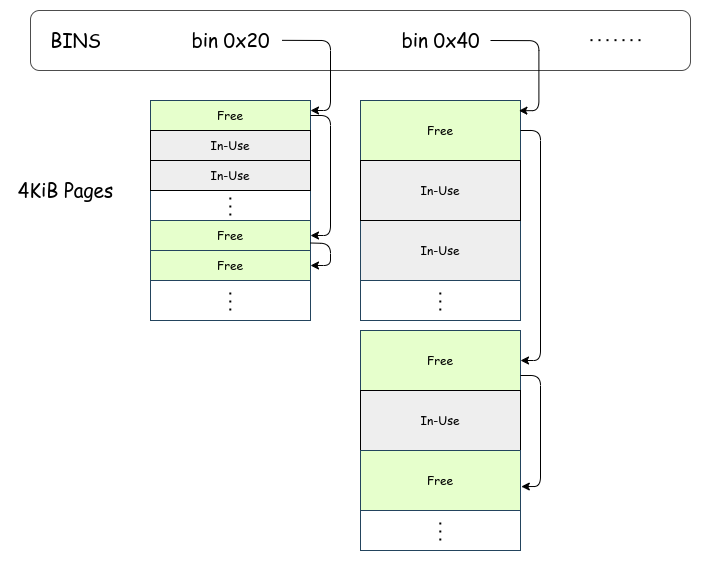 BINS
bin 0x20
bin 0x40
.......
4KiB Pages
Free
In-Use
In-Use
⋮
Free
Free
⋮
Free
In-Use
In-Use
⋮
Free
In-Use
Free
⋮